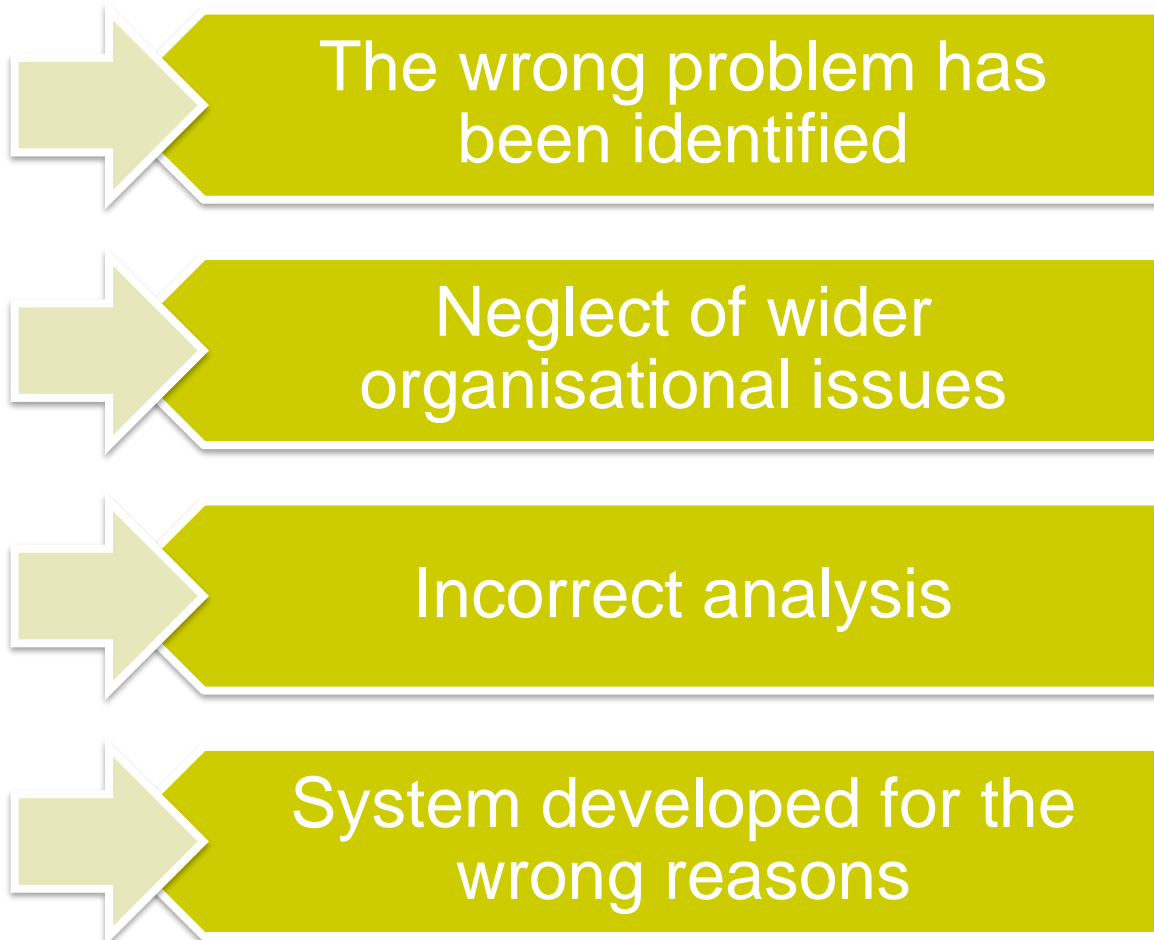 The wrong problem has
been identified
Neglect of wider
organisational issues
Incorrect analysis
System developed for the
wrong reasons